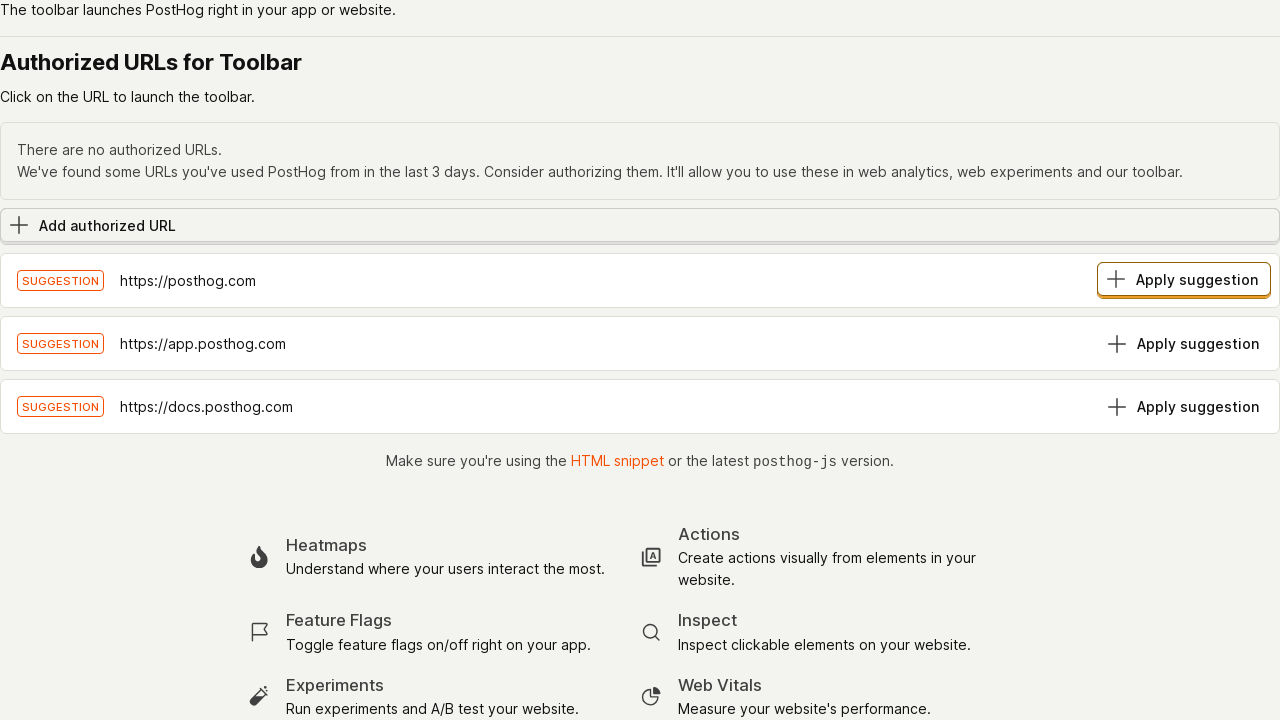 The toolbar launches PostHog right in your app or website.
Authorized URLs for Toolbar
Click on the URL to launch the toolbar.
There are no authorized URLs.
We've found some URLs you've used PostHog from in the last 3 days. Consider authorizing them. It'll allow you to use these in web analytics, web experiments and our toolbar.
Add authorized URL
SUGGESTION https://posthog.com Apply suggestion
SUGGESTION https://app.posthog.com Apply suggestion
SUGGESTION https://docs.posthog.com Apply suggestion
Make sure you're using the HTML snippet or the latest posthog-js version.
Heatmaps
Understand where your users interact the most.
Actions
Create actions visually from elements in your
website.
Feature Flags
Toggle feature flags on/off right on your app.
Inspect
Inspect clickable elements on your website.
Experiments
Run experiments and A/B test your website.
Web Vitals
Measure your website's performance.